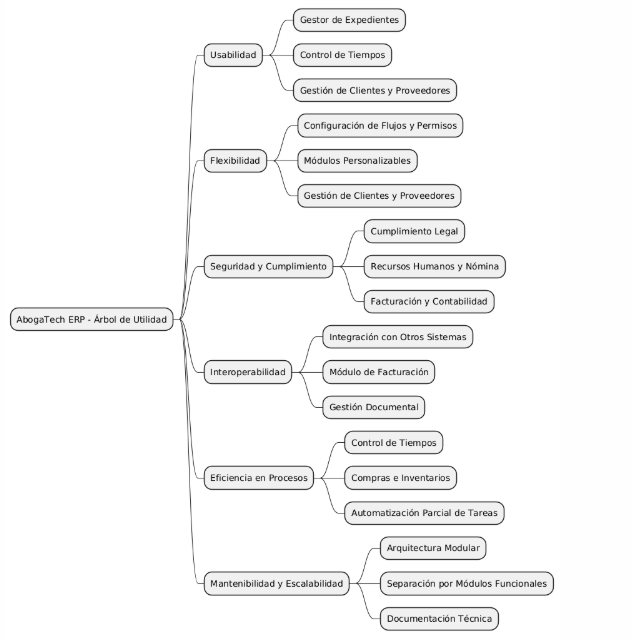 AbogaTech ERP - Árbol de Utilidad
Usabilidad
Gestor de Expedientes
Control de Tiempos
Gestión de Clientes y Proveedores
Flexibilidad
Configuración de Flujos y Permisos
Módulos Personalizables
Gestión de Clientes y Proveedores
Seguridad y Cumplimiento
Cumplimiento Legal
Recursos Humanos y Nómina
Facturación y Contabilidad
Interoperabilidad
Integración con Otros Sistemas
Módulo de Facturación
Gestión Documental
Eficiencia en Procesos
Control de Tiempos
Compras e Inventarios
Automatización Parcial de Tareas
Mantenibilidad y Escalabilidad
Arquitectura Modular
Separación por Módulos Funcionales
Documentación Técnica